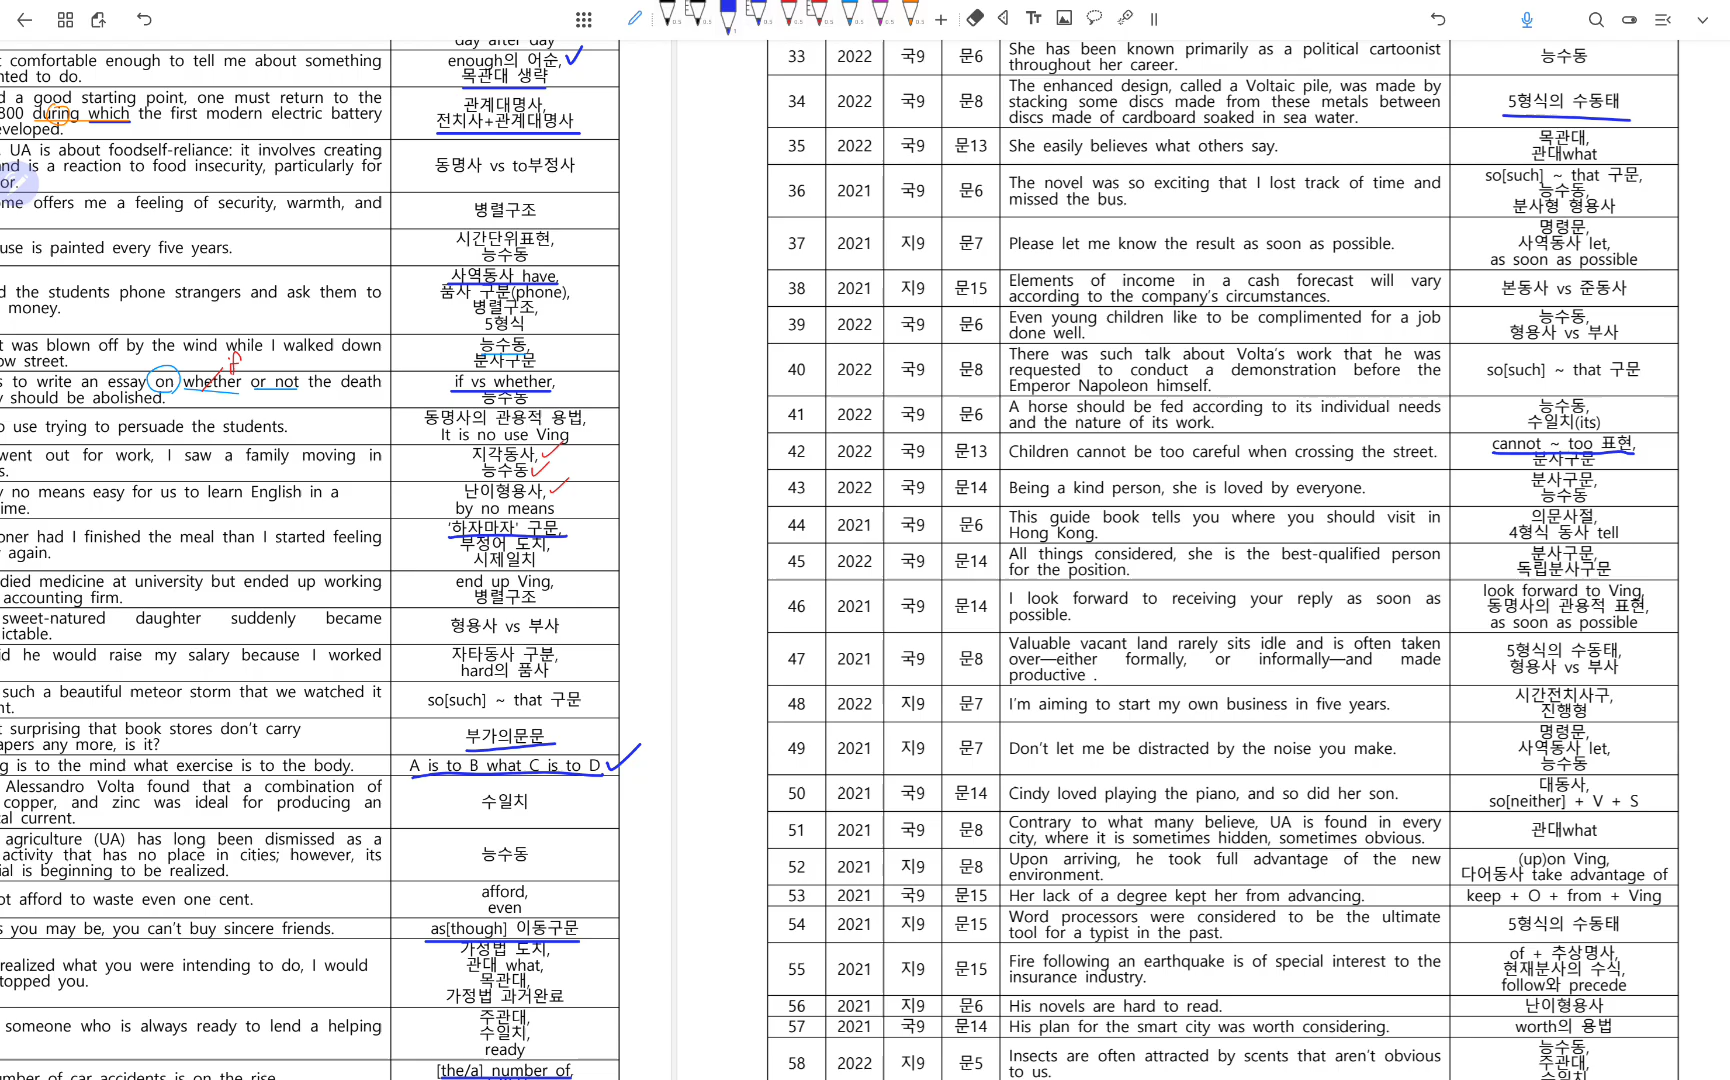 day after day
comfortable enough to tell me about something
nted to do.
enough의 어순,
목관대 생략
d a good starting point, one must return to the
800 during which the first modern electric battery
eveloped.
관계대명사,
전치사+관계대명사
UA is about foodself-reliance: it involves creating
and is a reaction to food insecurity, particularly for
or.
동명사 vs to부정사
me offers me a feeling of security, warmth, and
병렬구조
use is painted every five years.
시간단위표현,
능수동
d the students phone strangers and ask them to
money.
사역동사 have,
품사 구분(phone),
병렬구조,
5형식
t was blown off by the wind while I walked down
ow street.
능수동,
분사구문
if
s to write an essay on whether or not the death
y should be abolished.
if vs whether,
능수동
o use trying to persuade the students.
동명사의 관용적 용법,
It is no use Ving
went out for work, I saw a family moving in
s.
지각동사,
능수동
y no means easy for us to learn English in a
ime.
난이형용사,
by no means
oner had I finished the meal than I started feeling
again.
'하자마자' 구문,
부정어 도치,
시제일치
died medicine at university but ended up working
accounting firm.
end up Ving,
병렬구조
sweet-natured daughter suddenly became
ictable.
형용사 vs 부사
id he would raise my salary because I worked
자타동사 구분,
hard의 품사
such a beautiful meteor storm that we watched it
nt.
so[such] ~ that 구문
t surprising that book stores don't carry
apers any more, is it?
부가의문문
g is to the mind what exercise is to the body.
A is to B what C is to D
Alessandro Volta found that a combination of
copper, and zinc was ideal for producing an
cal current.
수일치
agriculture (UA) has long been dismissed as a
activity that has no place in cities; however, its
ial is beginning to be realized.
능수동
ot afford to waste even one cent.
afford,
even
s you may be, you can't buy sincere friends.
as[though] 이동구문
realized what you were intending to do, I would
topped you.
가정법 도치,
관대 what,
목관대,
가정법 과거완료
someone who is always ready to lend a helping
주관대,
수일치,
ready
umber of car accidents is on the rise.
[the/a] number of,
33 2022 국9 문6 She has been known primarily as a political cartoonist
throughout her career.
능수동
34 2022 국9 문8 The enhanced design, called a Voltaic pile, was made by
stacking some discs made from these metals between
discs made of cardboard soaked in sea water.
5형식의 수동태
35 2022 국9 문13 She easily believes what others say.
목관대,
관대what
36 2021 국9 문6 The novel was so exciting that I lost track of time and
missed the bus.
so[such] ~ that 구문,
능수동,
분사형 형용사
37 2021 지9 문7 Please let me know the result as soon as possible.
명령문,
사역동사 let,
as soon as possible
38 2021 지9 문15 Elements of income in a cash forecast will vary
according to the company's circumstances.
본동사 vs 준동사
39 2022 국9 문6 Even young children like to be complimented for a job
done well.
능수동,
형용사 vs 부사
40 2022 국9 문8 There was such talk about Volta's work that he was
requested to conduct a demonstration before the
Emperor Napoleon himself.
so[such] ~ that 구문
41 2022 국9 문6 A horse should be fed according to its individual needs
and the nature of its work.
능수동,
수일치(its)
42 2022 국9 문13 Children cannot be too careful when crossing the street.
cannot ~ too 표현,
분사구문
43 2022 국9 문14 Being a kind person, she is loved by everyone.
분사구문,
능수동
44 2021 국9 문6 This guide book tells you where you should visit in
Hong Kong.
의문사절,
4형식 동사 tell
45 2022 국9 문14 All things considered, she is the best-qualified person
for the position.
분사구문,
독립분사구문
46 2021 국9 문14 I look forward to receiving your reply as soon as
possible.
look forward to Ving,
동명사의 관용적 표현,
as soon as possible
47 2021 국9 문8 Valuable vacant land rarely sits idle and is often taken
over—either formally, or informally—and made
productive .
5형식의 수동태,
형용사 vs 부사
48 2022 지9 문7 I'm aiming to start my own business in five years.
시간전치사구,
진행형
49 2021 지9 문7 Don't let me be distracted by the noise you make.
명령문,
사역동사 let,
능수동
50 2021 국9 문14 Cindy loved playing the piano, and so did her son.
대동사,
so[neither] + V + S
51 2021 국9 문8 Contrary to what many believe, UA is found in every
city, where it is sometimes hidden, sometimes obvious.
관대what
52 2021 지9 문8 Upon arriving, he took full advantage of the new
environment.
(up)on Ving,
다어동사 take advantage of
53 2021 국9 문15 Her lack of a degree kept her from advancing.
keep + O + from + Ving
54 2021 지9 문15 Word processors were considered to be the ultimate
tool for a typist in the past.
5형식의 수동태
55 2021 지9 문15 Fire following an earthquake is of special interest to the
insurance industry.
of + 추상명사,
현재분사의 수식,
follow와 precede
56 2021 지9 문6 His novels are hard to read.
난이형용사
57 2021 국9 문14 His plan for the smart city was worth considering.
worth의 용법
58 2022 지9 문5 Insects are often attracted by scents that aren't obvious
to us.
능수동,
주관대,
수일치